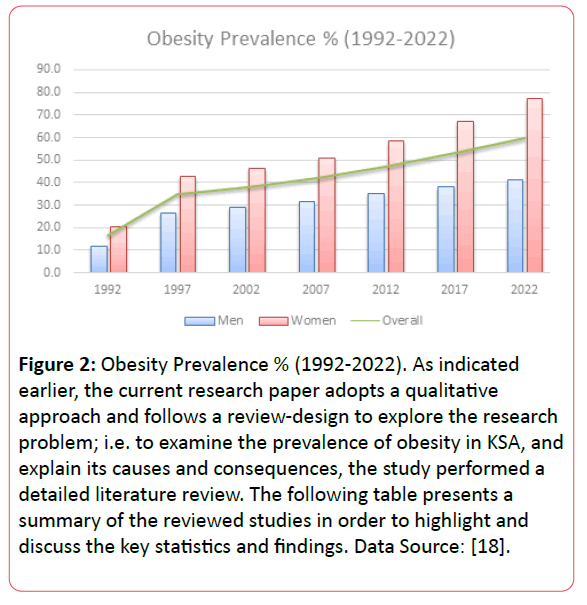 Obesity Prevalence % (1992-2022)
90.0
80.0
70.0
60.0
50.0
40.0
30.0
20.0
10.0
0.0
1992 1997 2002 2007 2012 2017 2022
Men Women Overall
Figure 2: Obesity Prevalence % (1992-2022). As indicated
earlier, the current research paper adopts a qualitative
approach and follows a review-design to explore the research
problem; i.e. to examine the prevalence of obesity in KSA, and
explain its causes and consequences, the study performed a
detailed literature review. The following table presents a
summary of the reviewed studies in order to highlight and
discuss the key statistics and findings. Data Source: [18].